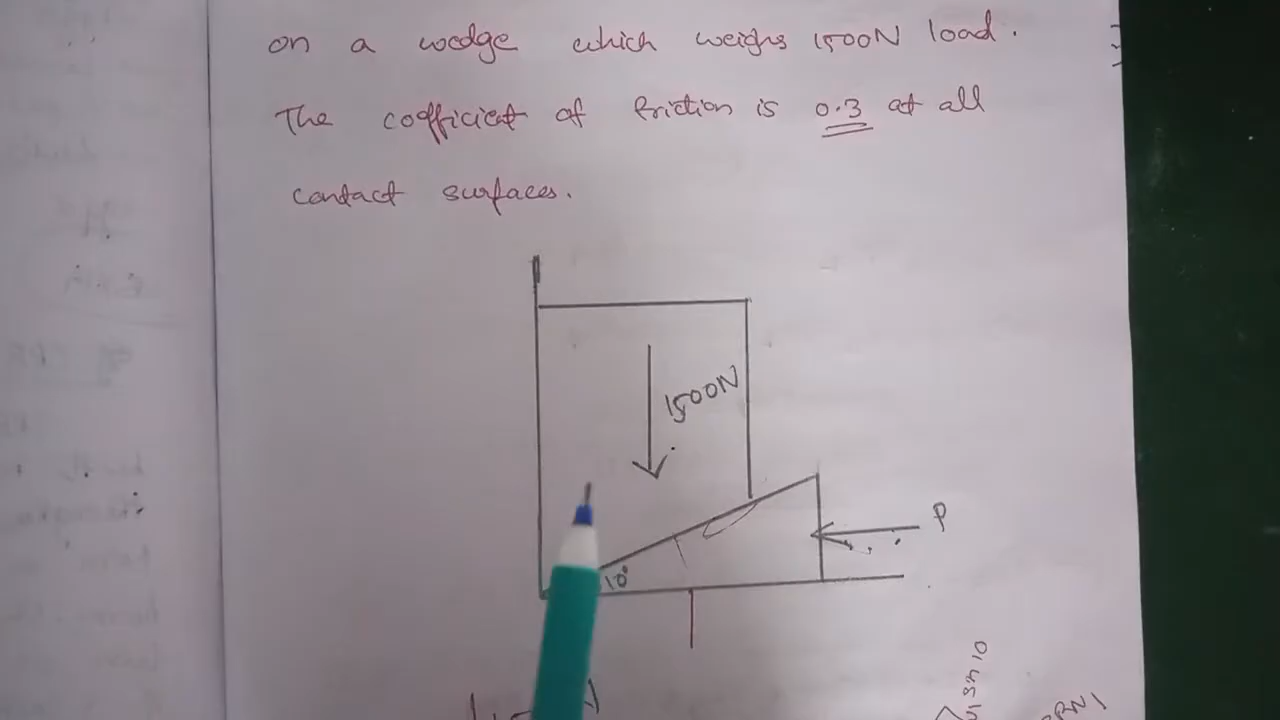 on a wedge which weighs 1500N load.
The coefficient of friction is 0.3 at all
contact surfaces.
1500N
P
10°